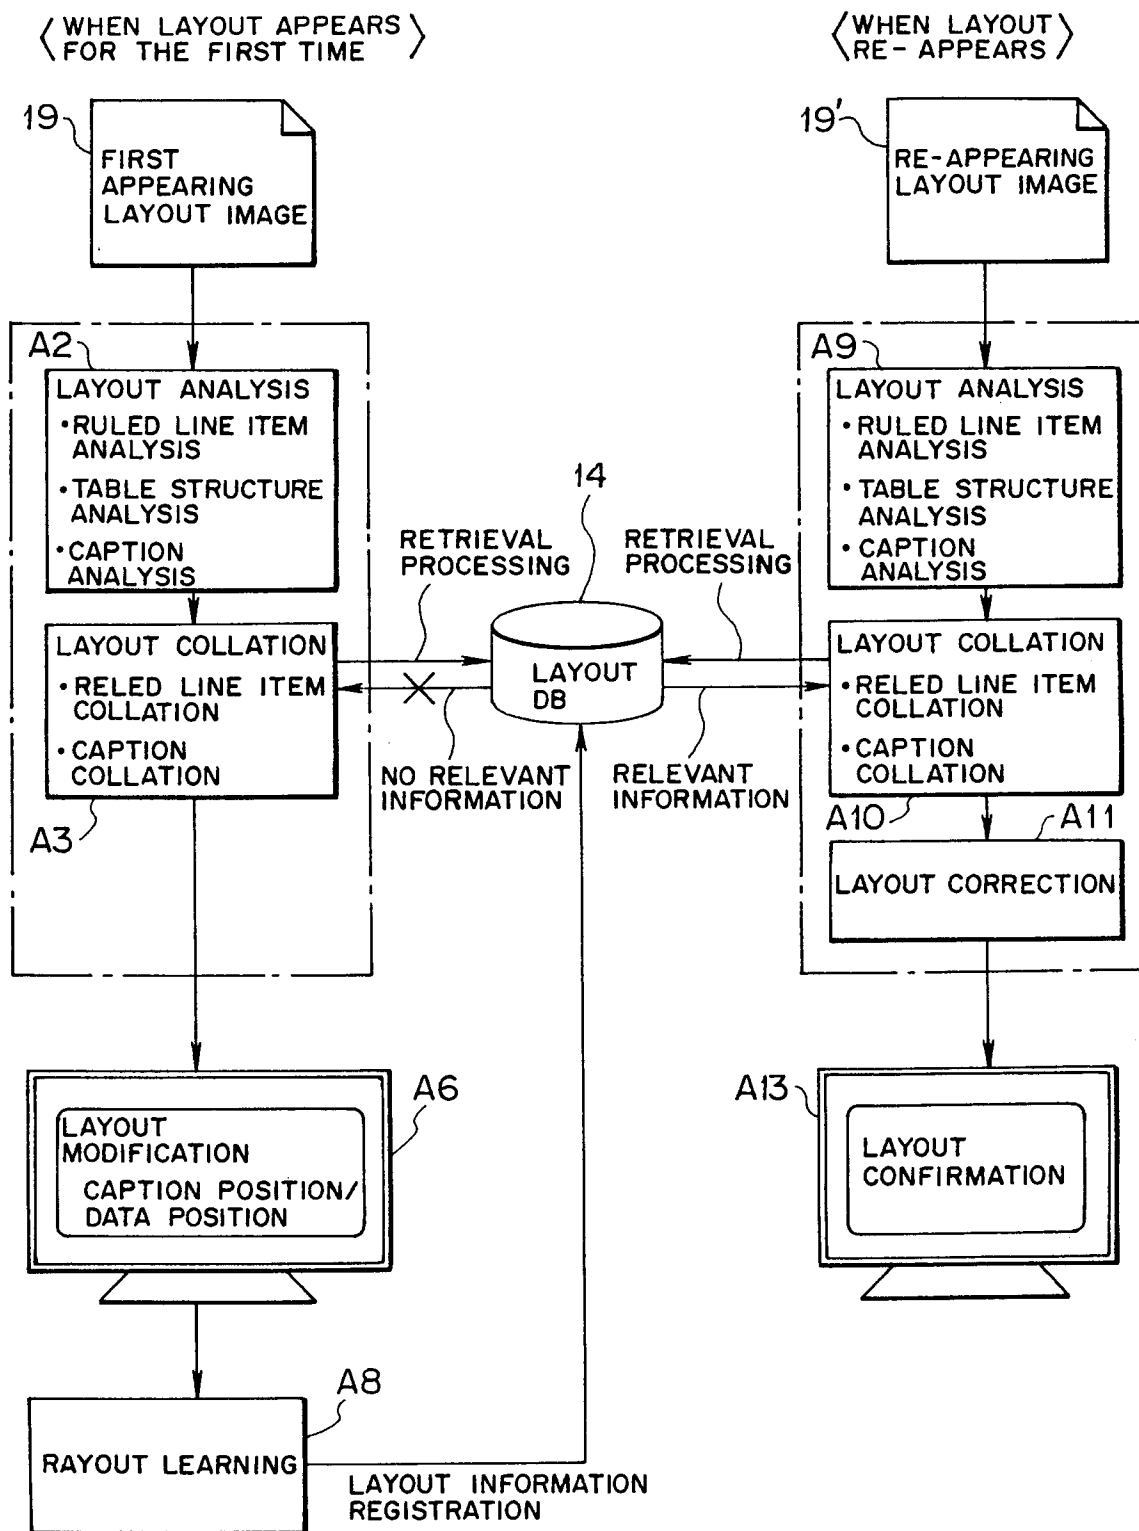 〈WHEN LAYOUT APPEARS
FOR THE FIRST TIME〉
19
FIRST
APPEARING
LAYOUT IMAGE
A2
LAYOUT ANALYSIS
•RULED LINE ITEM
ANALYSIS
•TABLE STRUCTURE
ANALYSIS
•CAPTION
ANALYSIS
LAYOUT COLLATION
•RELED LINE ITEM
COLLATION
•CAPTION
COLLATION
A3
RETRIEVAL
PROCESSING
NO RELEVANT
INFORMATION
14
LAYOUT
DB
RETRIEVAL
PROCESSING
RELEVANT
INFORMATION
〈WHEN LAYOUT
RE-APPEARS〉
19'
RE-APPEARING
LAYOUT IMAGE
A9
LAYOUT ANALYSIS
•RULED LINE ITEM
ANALYSIS
•TABLE STRUCTURE
ANALYSIS
•CAPTION
ANALYSIS
LAYOUT COLLATION
•RELED LINE ITEM
COLLATION
•CAPTION
COLLATION
A10
A11
LAYOUT CORRECTION
A6
LAYOUT
MODIFICATION
CAPTION POSITION/
DATA POSITION
A13
LAYOUT
CONFIRMATION
A8
RAYOUT LEARNING
LAYOUT INFORMATION
REGISTRATION